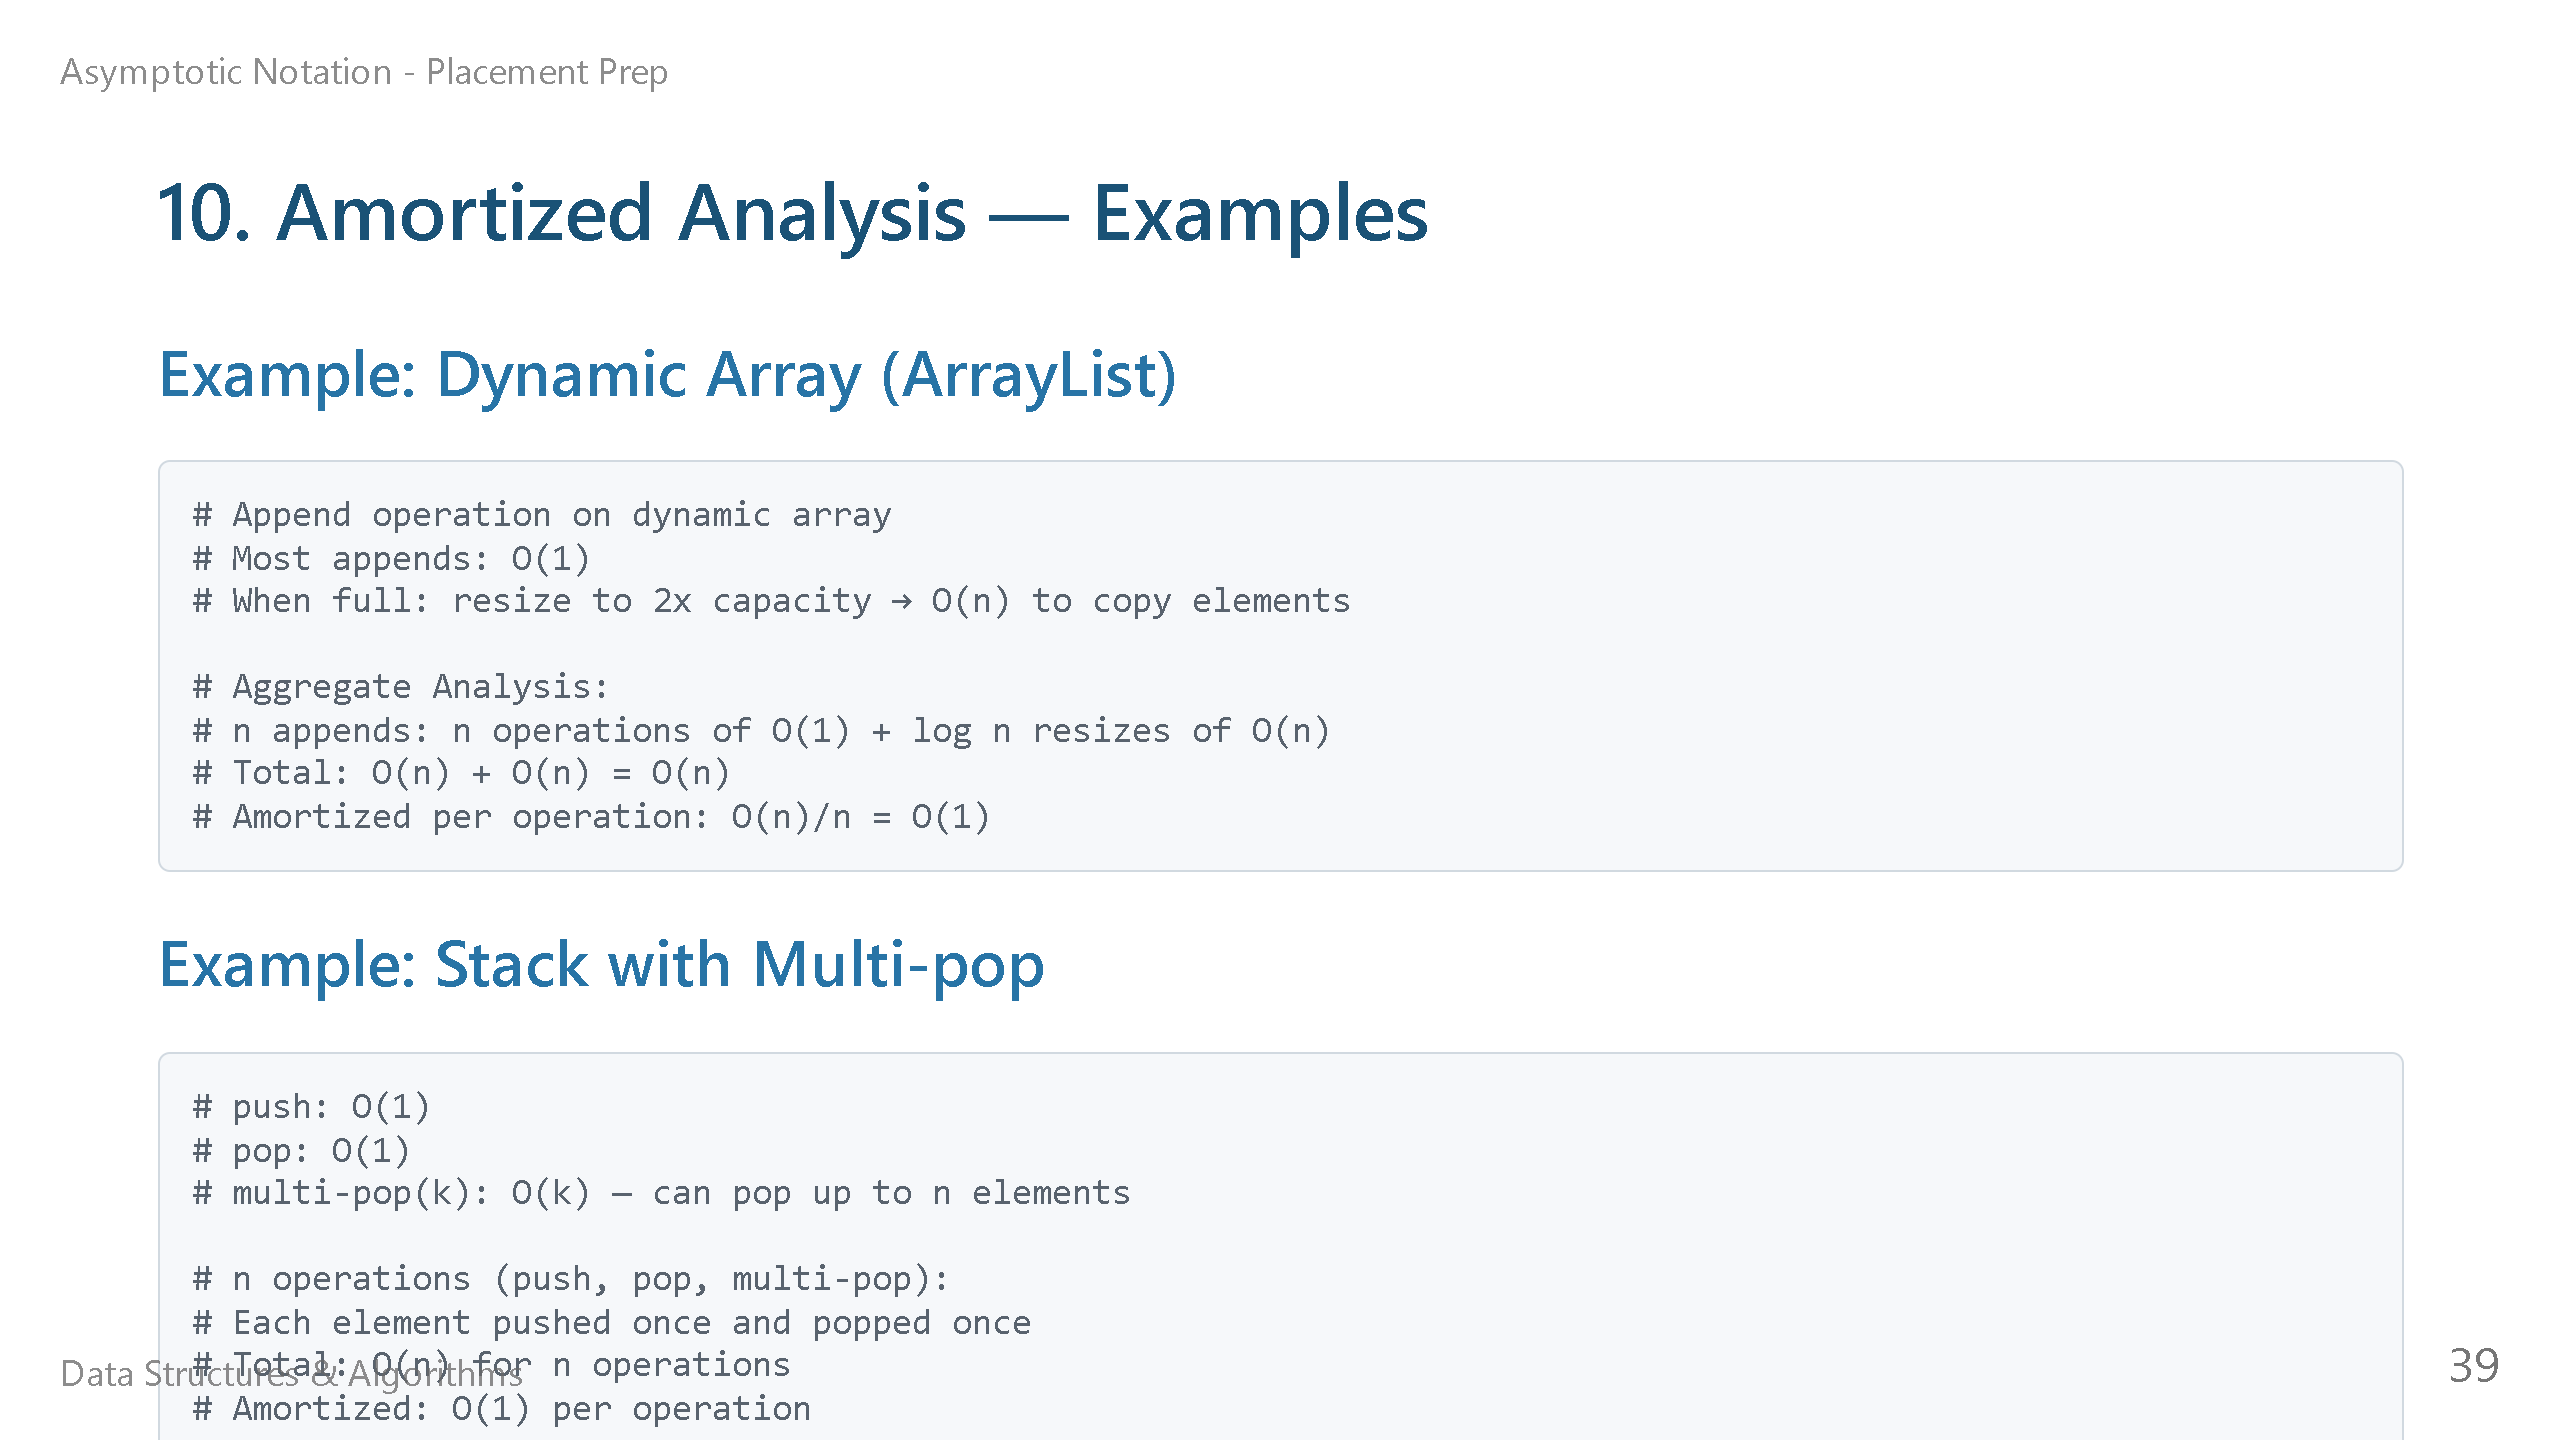 Asymptotic Notation - Placement Prep
10. Amortized Analysis — Examples
Example: Dynamic Array (ArrayList)
# Append operation on dynamic array
# Most appends: O(1)
# When full: resize to 2x capacity → O(n) to copy elements
# Aggregate Analysis:
# n appends: n operations of O(1) + log n resizes of O(n)
# Total: O(n) + O(n) = O(n)
# Amortized per operation: O(n)/n = O(1)
Example: Stack with Multi-pop
# push: O(1)
# pop: O(1)
# multi-pop(k): O(k) — can pop up to n elements
# n operations (push, pop, multi-pop):
# Each element pushed once and popped once
# Total: O(n) for n operations
# Amortized: O(1) per operation
Data Structures & Algorithms
39